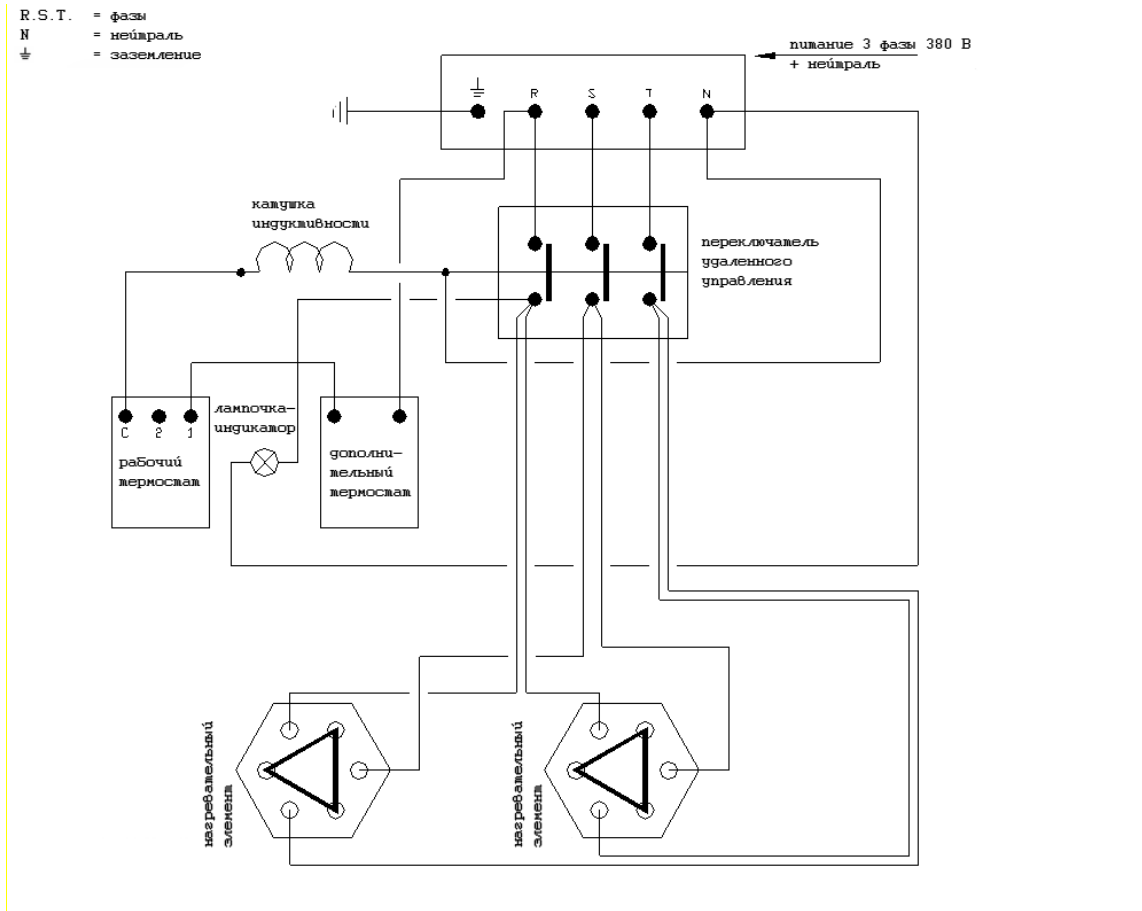 R.S.T. = фазы
N = нейтраль
⏚ = заземление
питание 3 фазы 380 В
+ нейтраль
R S T N
катушка
индуктивности
переключатель
удаленного
управления
C 2 1
рабочий
термостат
лампочка-
индикатор
дополни-
тельный
термостат
нагревательный
элемент
нагревательный
элемент